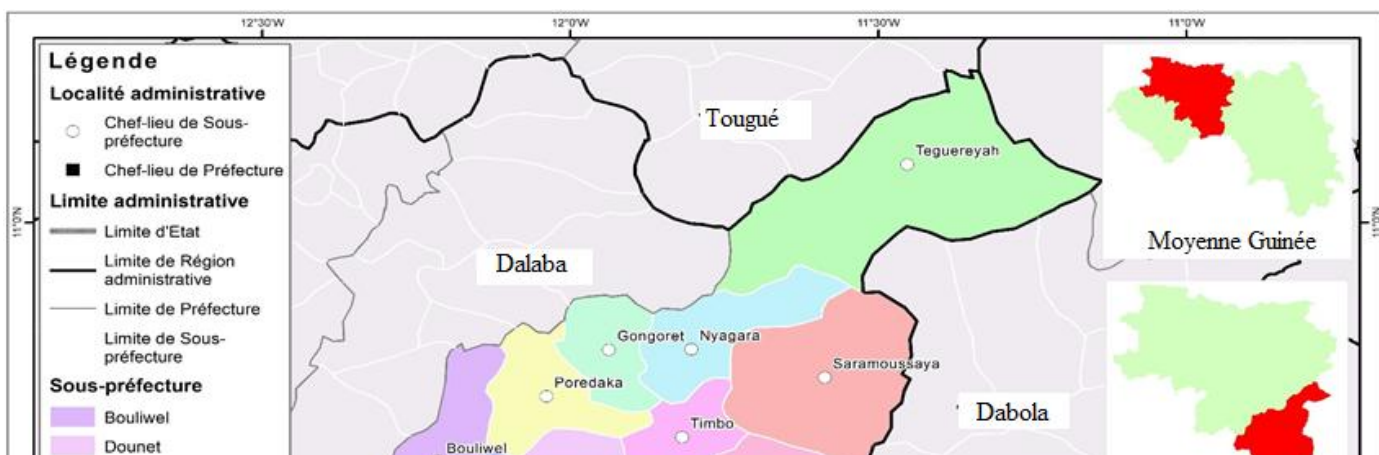 12°30'W
12°0'W
11°30'W
11°0'W
Légende
Localité administrative
Chef-lieu de Sous-
préfecture
Chef-lieu de Préfecture
Limite administrative
Limite d'Etat
Limite de Région
administrative
Limite de Préfecture
Limite de Sous-
préfecture
Sous-préfecture
Bouliwel
Dounet
11°0'N
Tougué
Teguereyah
Dalaba
Gongoret
Nyagara
Poredaka
Saramoussaya
Timbo
Bouliwel
Dabola
Moyenne Guinée
11°0'N